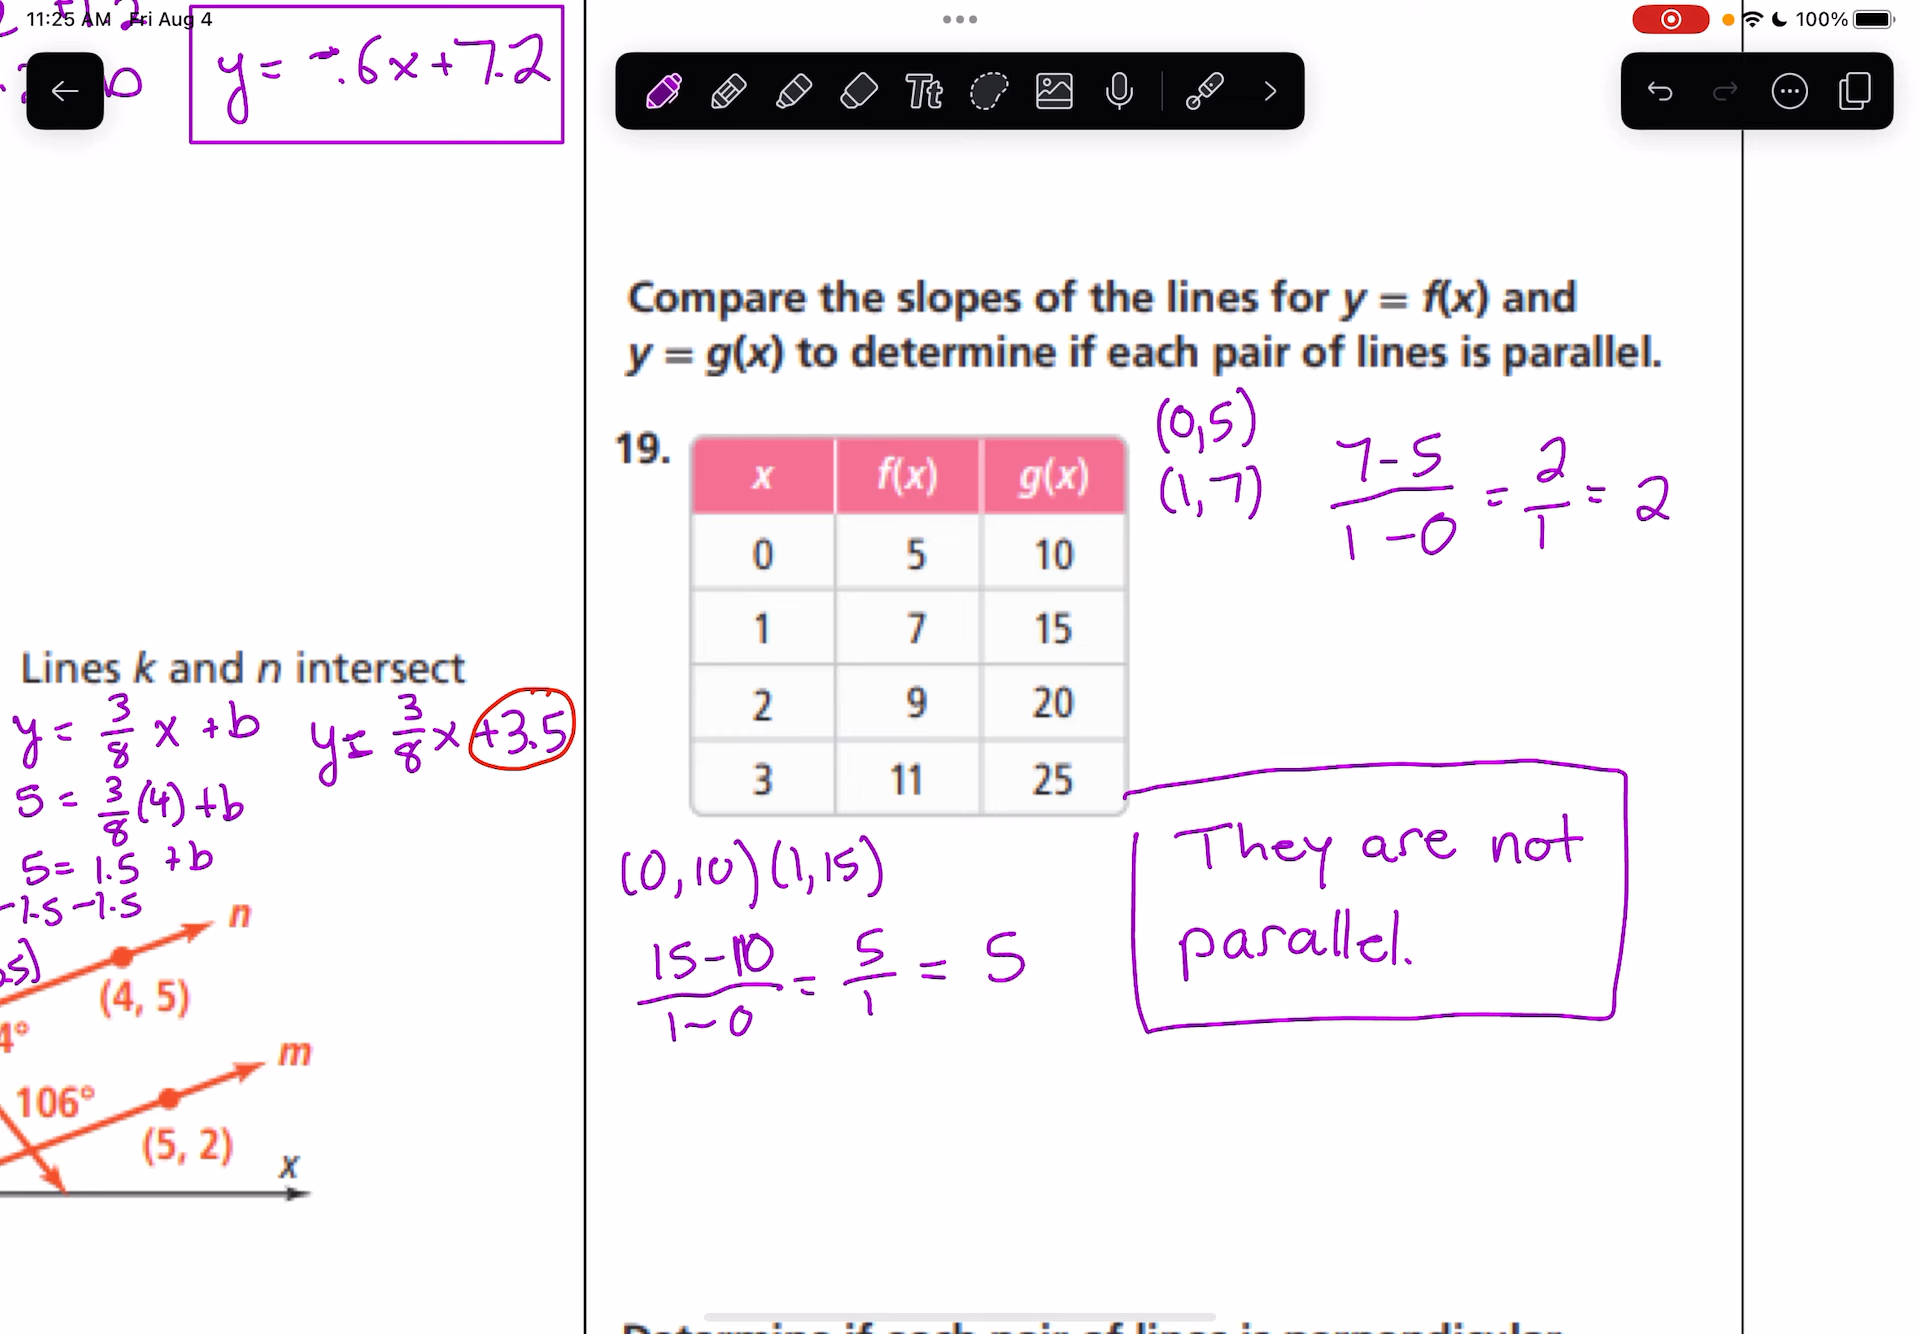 11:25 AM Fri Aug 4
100%
y = -.6x+7.2
Tt
Compare the slopes of the lines for y = f(x) and
y = g(x) to determine if each pair of lines is parallel.
19.
x f(x) g(x)
0 5 10
1 7 15
2 9 20
3 11 25
(0,5)
(1,7)
7-5/1-0 = 2/1 = 2
(0,10)(1,15)
15-10/1-0 = 5/1 = 5
They are not
parallel.
Lines k and n intersect
y = 3/8 x + b
y = 3/8 x +3.5
5 = 3/8 (4) + b
5 = 1.5 + b
-1.5 -1.5
n
(4, 5)
4°
m
106°
(5, 2)
x